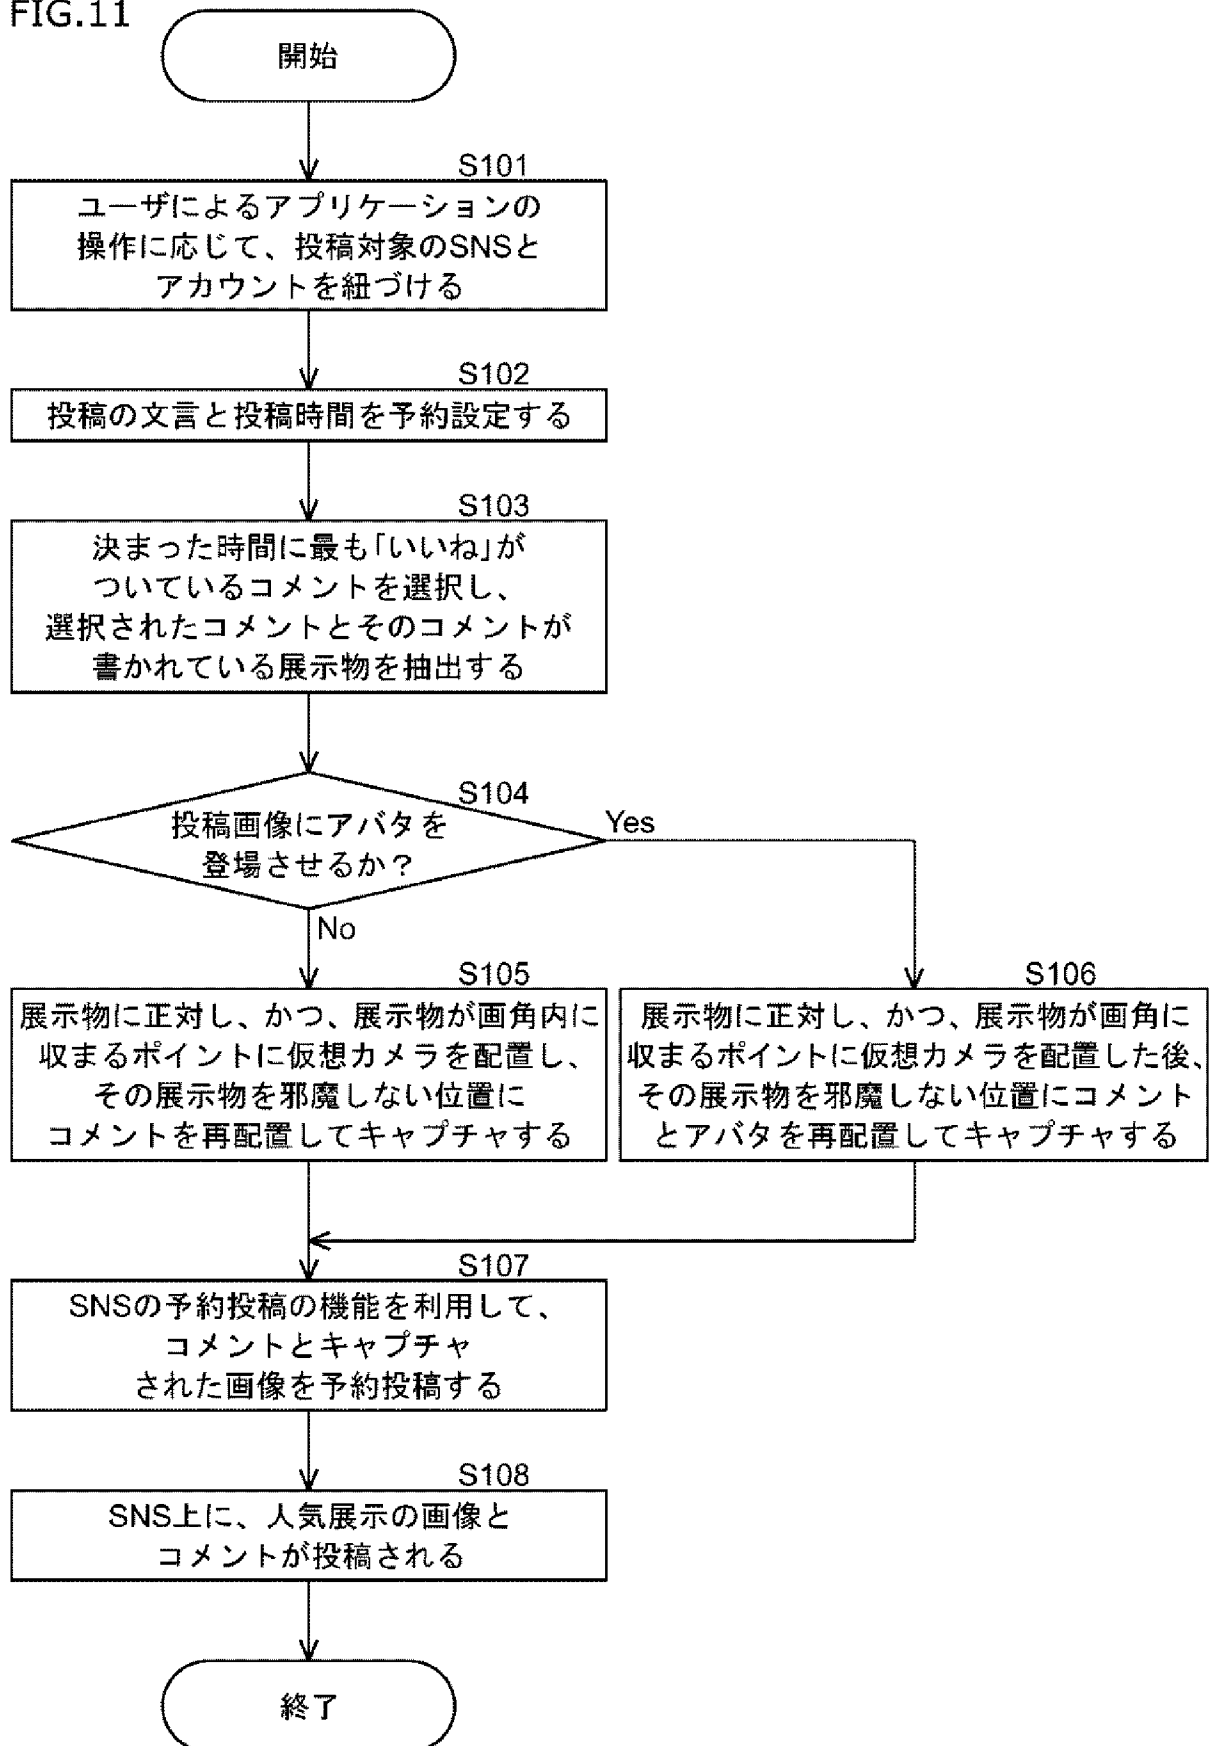 FIG.11
開始
S101
ユーザによるアプリケーションの
操作に応じて、投稿対象のSNSと
アカウントを紐づける
S102
投稿の文言と投稿時間を予約設定する
S103
決まった時間に最も「いいね」が
ついているコメントを選択し、
選択されたコメントとそのコメントが
書かれている展示物を抽出する
S104
投稿画像にアバタを
登場させるか？
Yes
No
S105
展示物に正対し、かつ、展示物が画角内に
収まるポイントに仮想カメラを配置し、
その展示物を邪魔しない位置に
コメントを再配置してキャプチャする
S106
展示物に正対し、かつ、展示物が画角に
収まるポイントに仮想カメラを配置した後、
その展示物を邪魔しない位置にコメント
とアバタを再配置してキャプチャする
S107
SNSの予約投稿の機能を利用して、
コメントとキャプチャ
された画像を予約投稿する
S108
SNS上に、人気展示の画像と
コメントが投稿される
終了